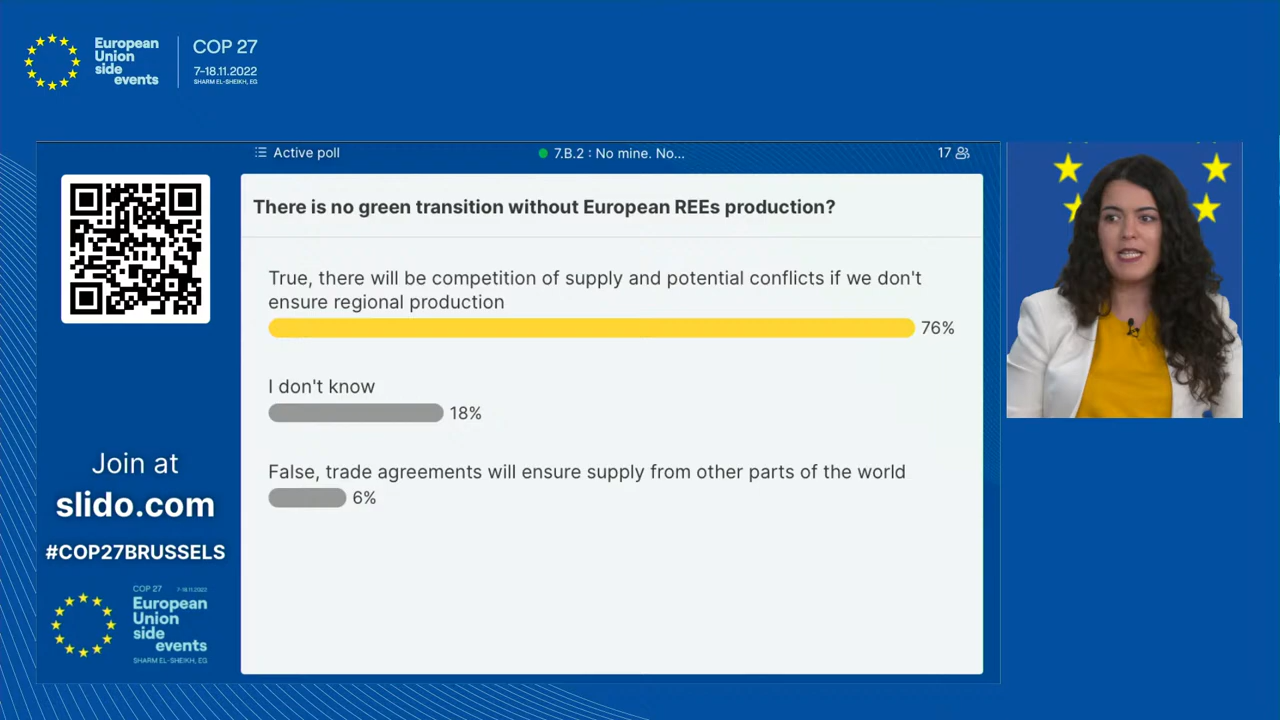 European
Union
side
events
COP 27
7-18.11.2022
SHARM EL-SHEIKH, EG
Active poll
7.B.2 : No mine. No...
17
There is no green transition without European REEs production?
True, there will be competition of supply and potential conflicts if we don't
ensure regional production
76%
I don't know
18%
False, trade agreements will ensure supply from other parts of the world
6%
Join at
slido.com
#COP27BRUSSELS
COP 27 7-18.11.2022
European
Union
side
events
SHARM EL-SHEIKH, EG